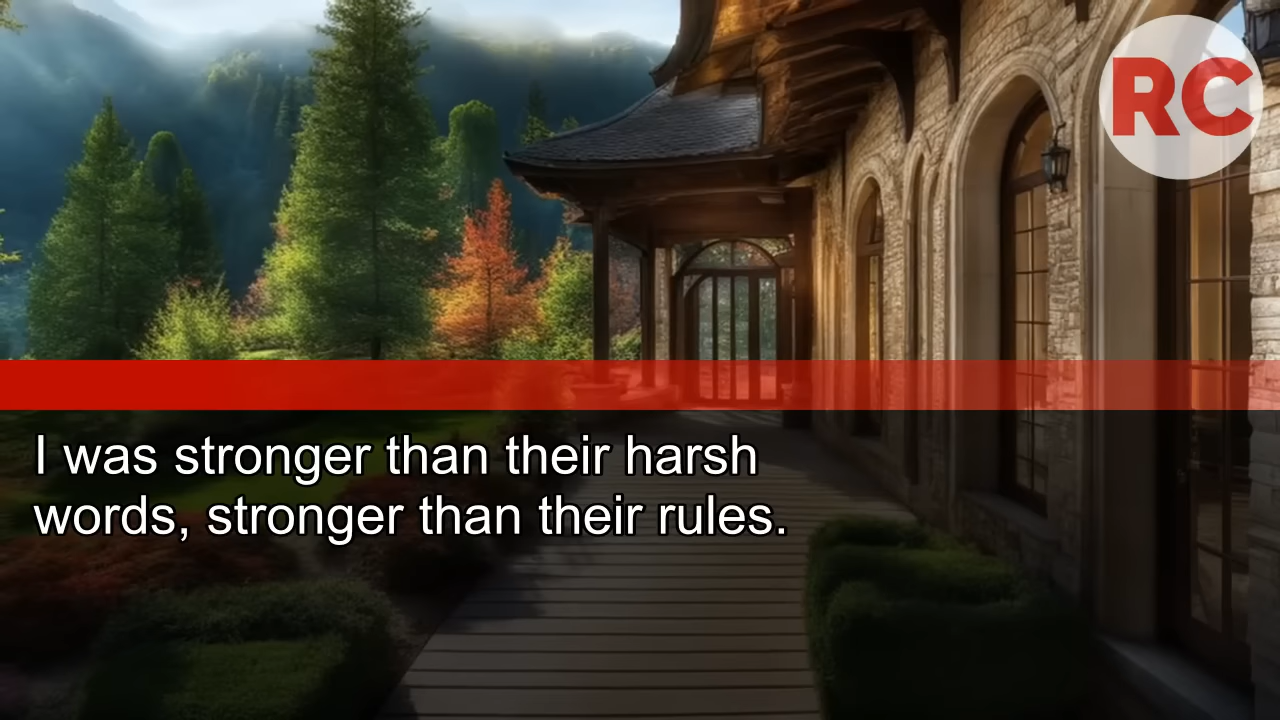 RC
I was stronger than their harsh
words, stronger than their rules.